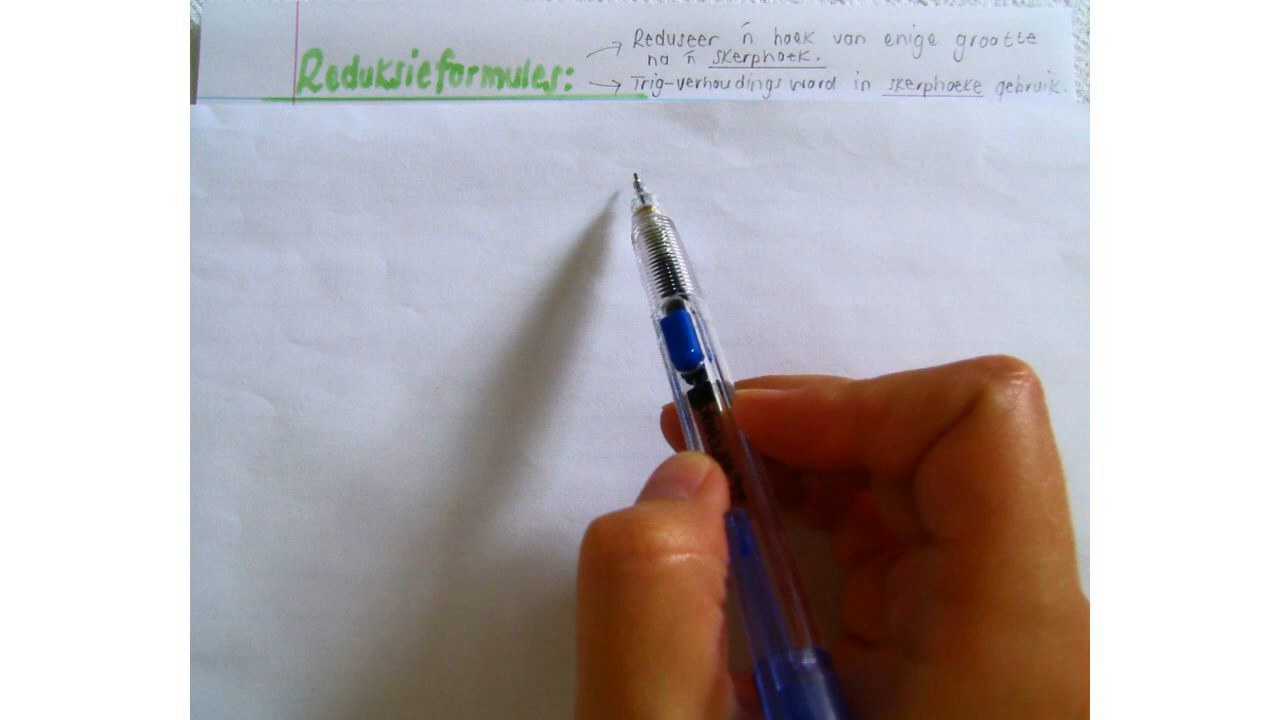 Reduksieformules:
→ Reduseer 'n hoek van enige grootte
na 'n skerphoek.
→ Trig-verhoudings word in skerphoeke gebruik.